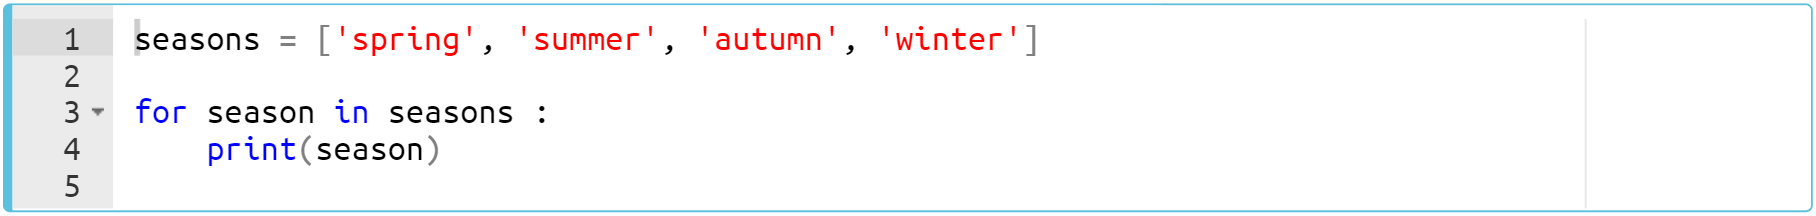 1 seasons = ['spring', 'summer', 'autumn', 'winter']
2
3 for season in seasons :
4     print(season)
5